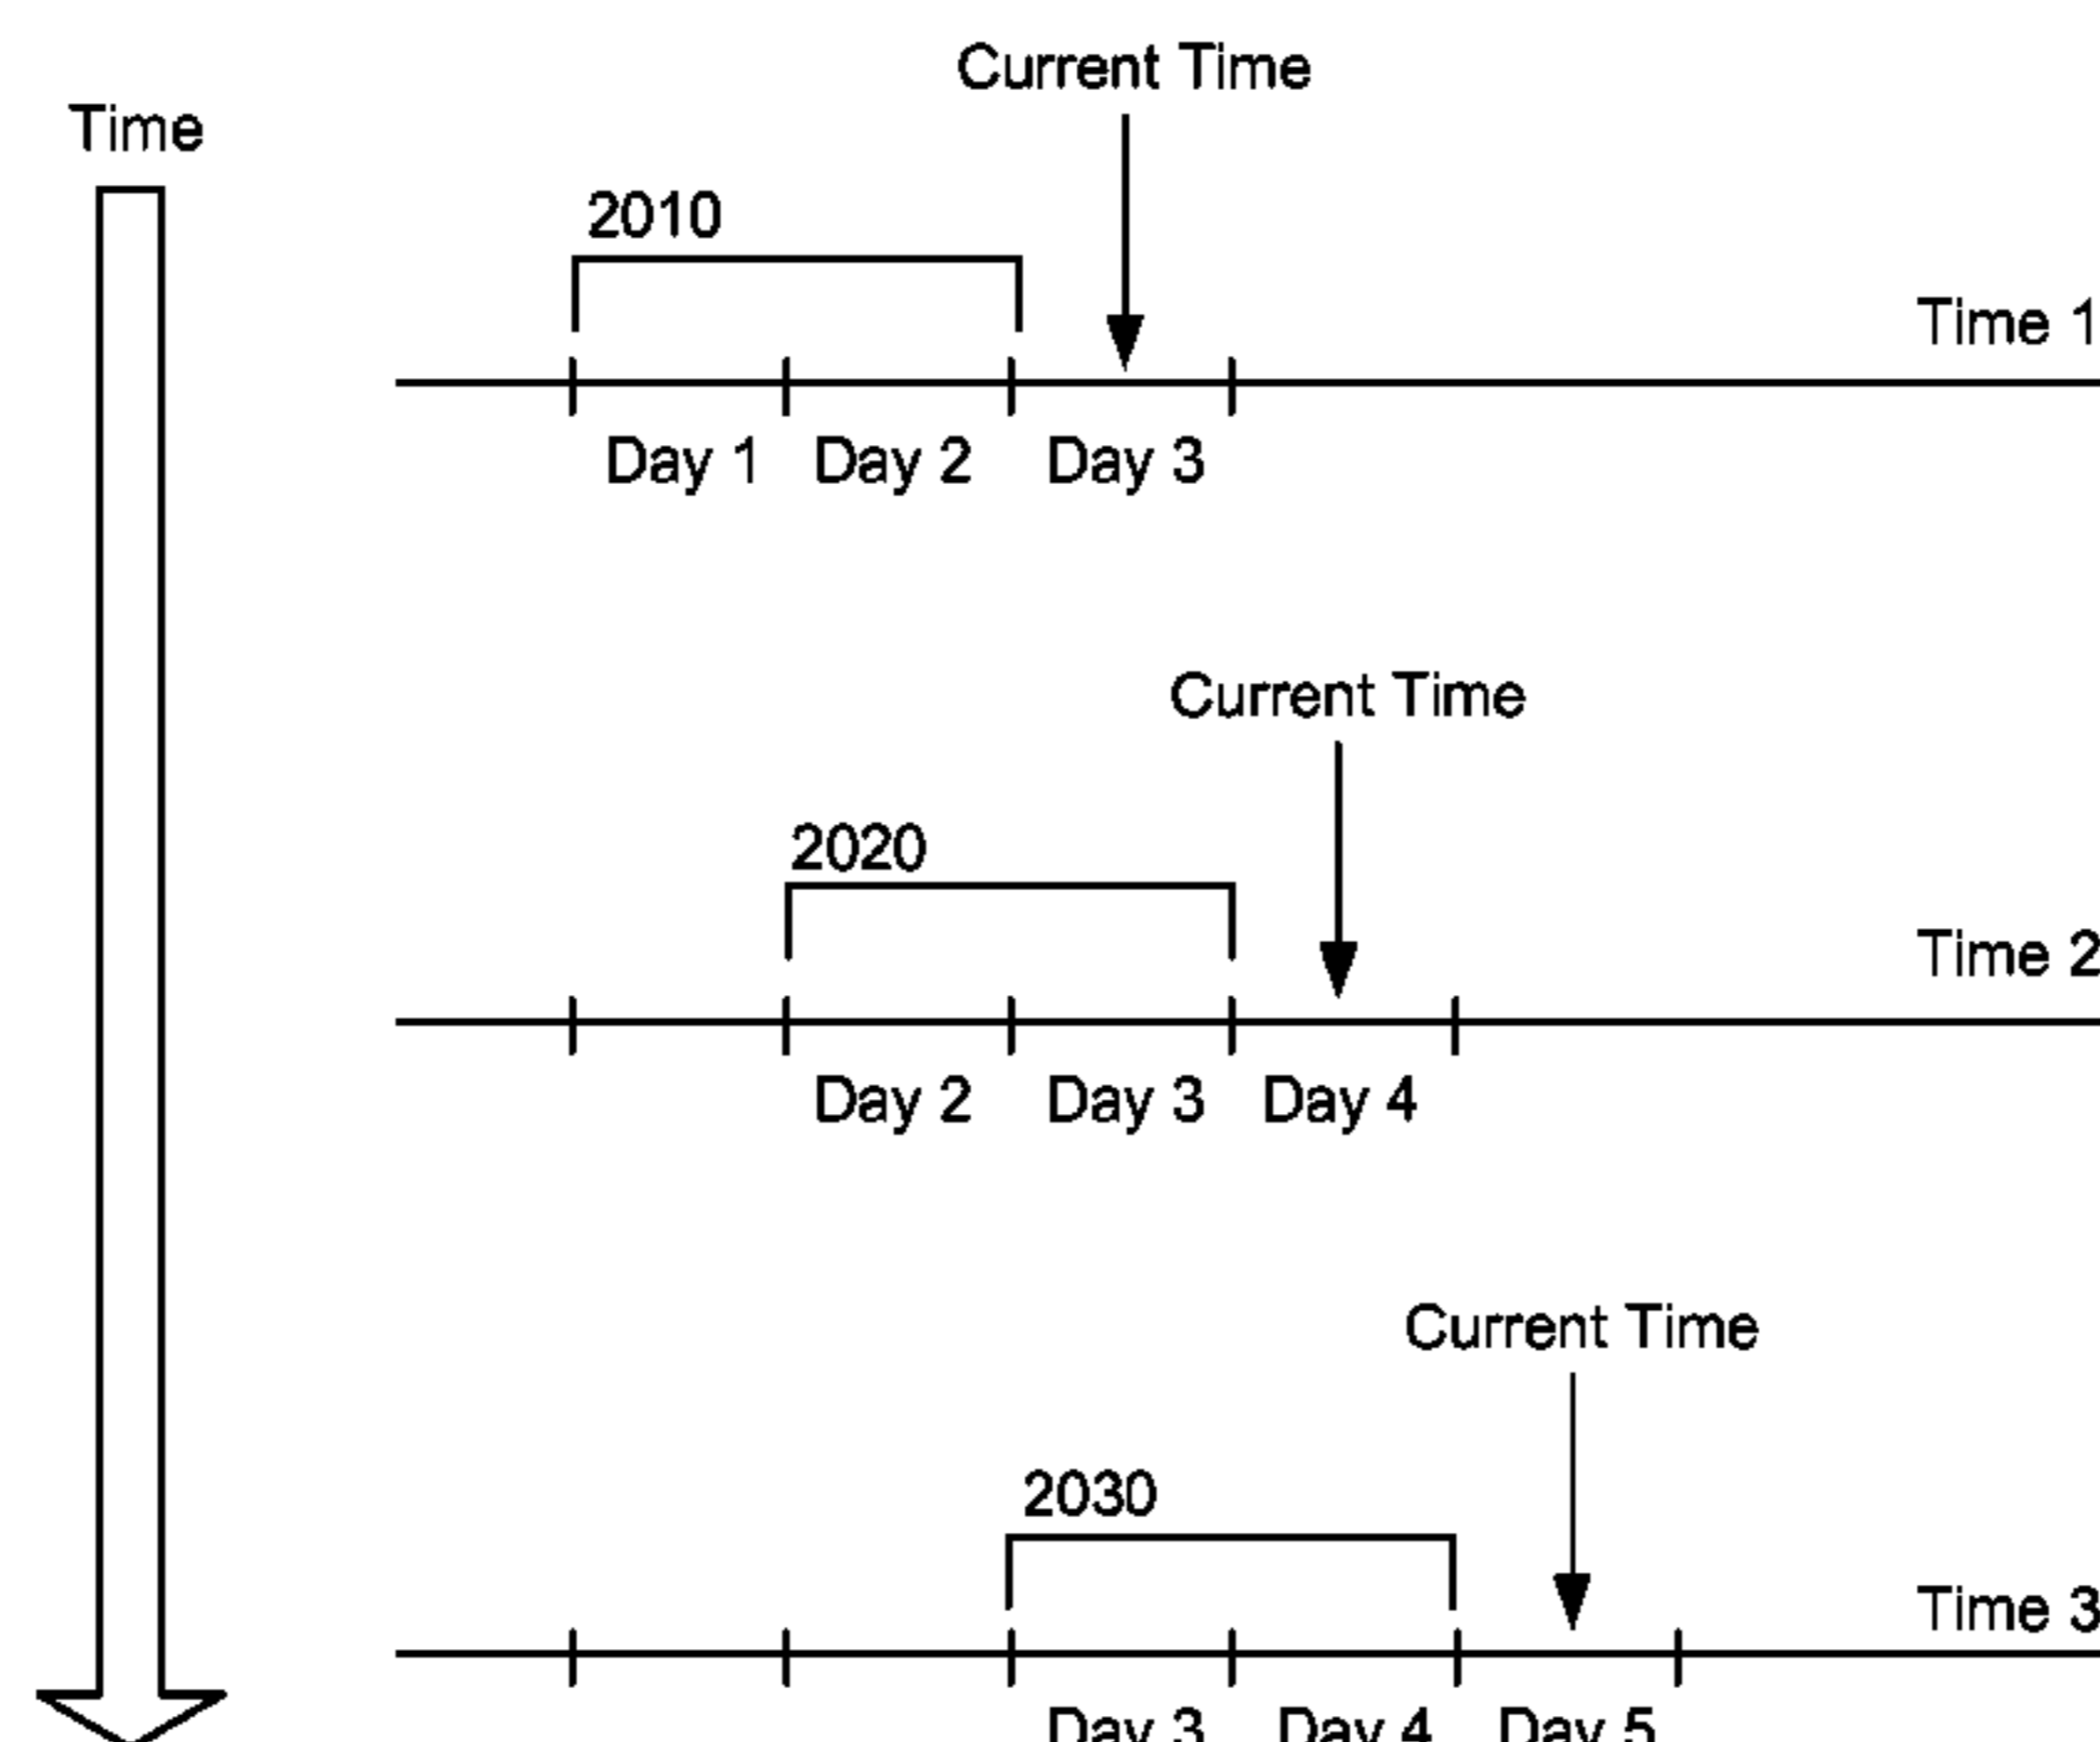 Current Time
Time
2010
Time 1
Day 1 Day 2 Day 3
Current Time
2020
Time 2
Day 2 Day 3 Day 4
Current Time
2030
Time 3
Day 3 Day 4 Day 5